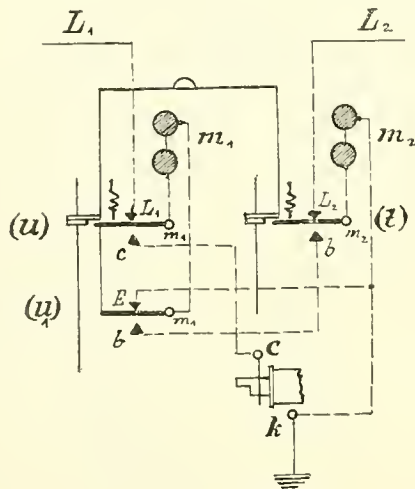 L₁ L₂
m₁ m₂
(u) L₁ m₁ L₂ m₂ (t)
c b
(u₁) E m₁
b
c
k